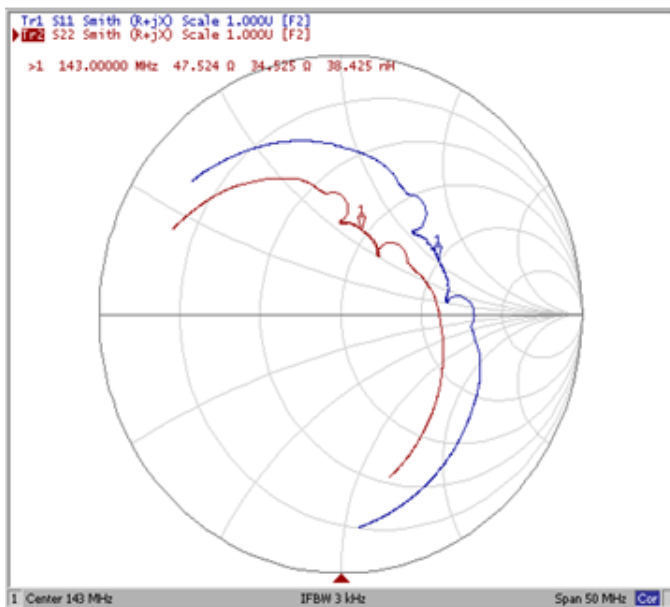 Tr1 S11 Smith (R+jX) Scale 1.000U [F2]
Tr2 S22 Smith (R+jX) Scale 1.000U [F2]
>1 143.00000 MHz 47.524 Ω 34.525 Ω 38.425 nH
1
1
1 Center 143 MHz IFBW 3 kHz Span 50 MHz Cor